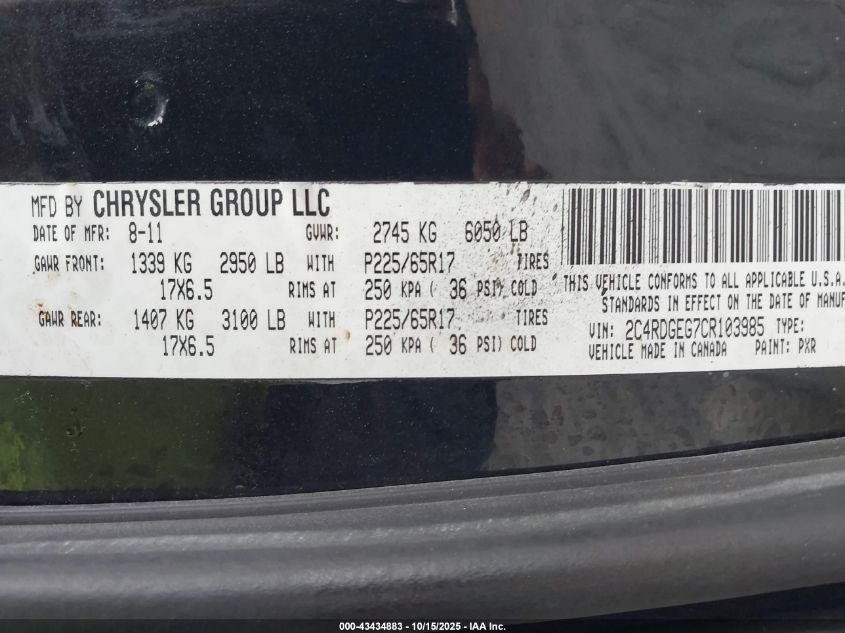 MFD BY CHRYSLER GROUP LLC
DATE OF MFR: 8-11 GVWR: 2745 KG 6050 LB
GAWR FRONT: 1339 KG 2950 LB WITH P225/65R17 TIRES
17X6.5 RIMS AT 250 KPA ( 36 PSI) COLD
GAWR REAR: 1407 KG 3100 LB WITH P225/65R17 TIRES
17X6.5 RIMS AT 250 KPA ( 36 PSI) COLD
THIS VEHICLE CONFORMS TO ALL APPLICABLE U.S.A.
STANDARDS IN EFFECT ON THE DATE OF MANUF
VIN: 2C4RDGEG7CR103985 TYPE:
VEHICLE MADE IN CANADA PAINT: PXR
000-43434883 - 10/15/2025 - IAA Inc.